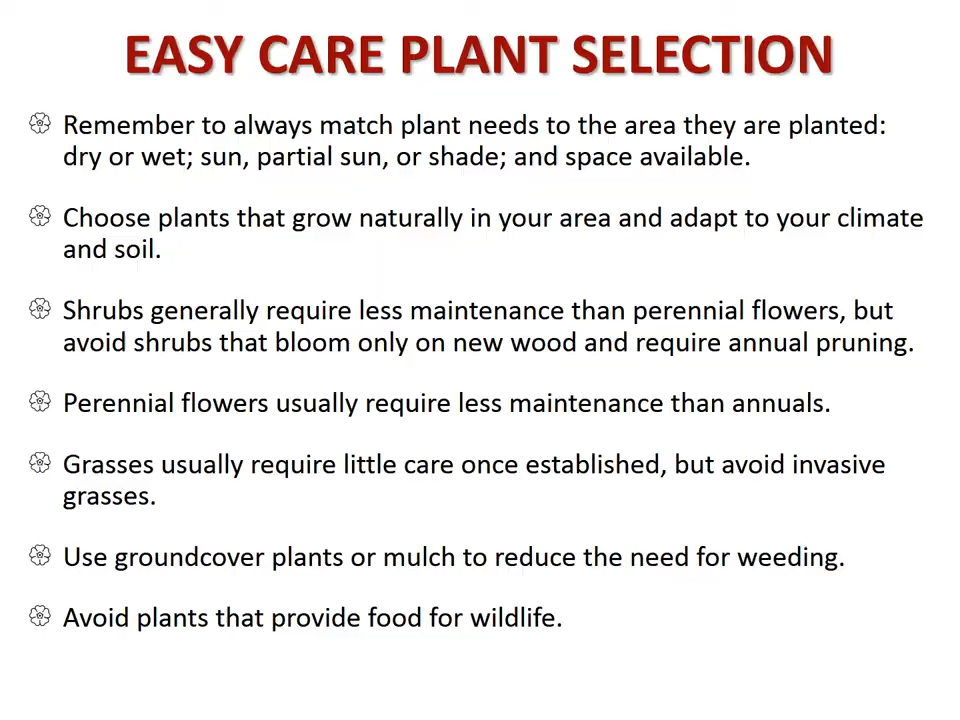 EASY CARE PLANT SELECTION
Remember to always match plant needs to the area they are planted:
dry or wet; sun, partial sun, or shade; and space available.
Choose plants that grow naturally in your area and adapt to your climate
and soil.
Shrubs generally require less maintenance than perennial flowers, but
avoid shrubs that bloom only on new wood and require annual pruning.
Perennial flowers usually require less maintenance than annuals.
Grasses usually require little care once established, but avoid invasive
grasses.
Use groundcover plants or mulch to reduce the need for weeding.
Avoid plants that provide food for wildlife.